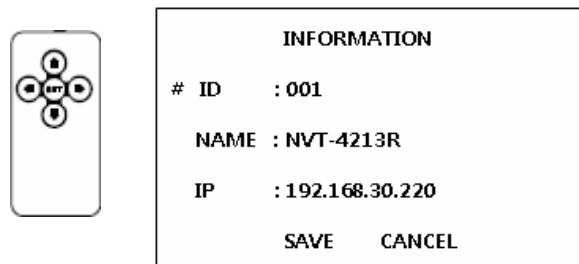 INFORMATION
# ID : 001
NAME : NVT-4213R
IP : 192.168.30.220
SAVE CANCEL